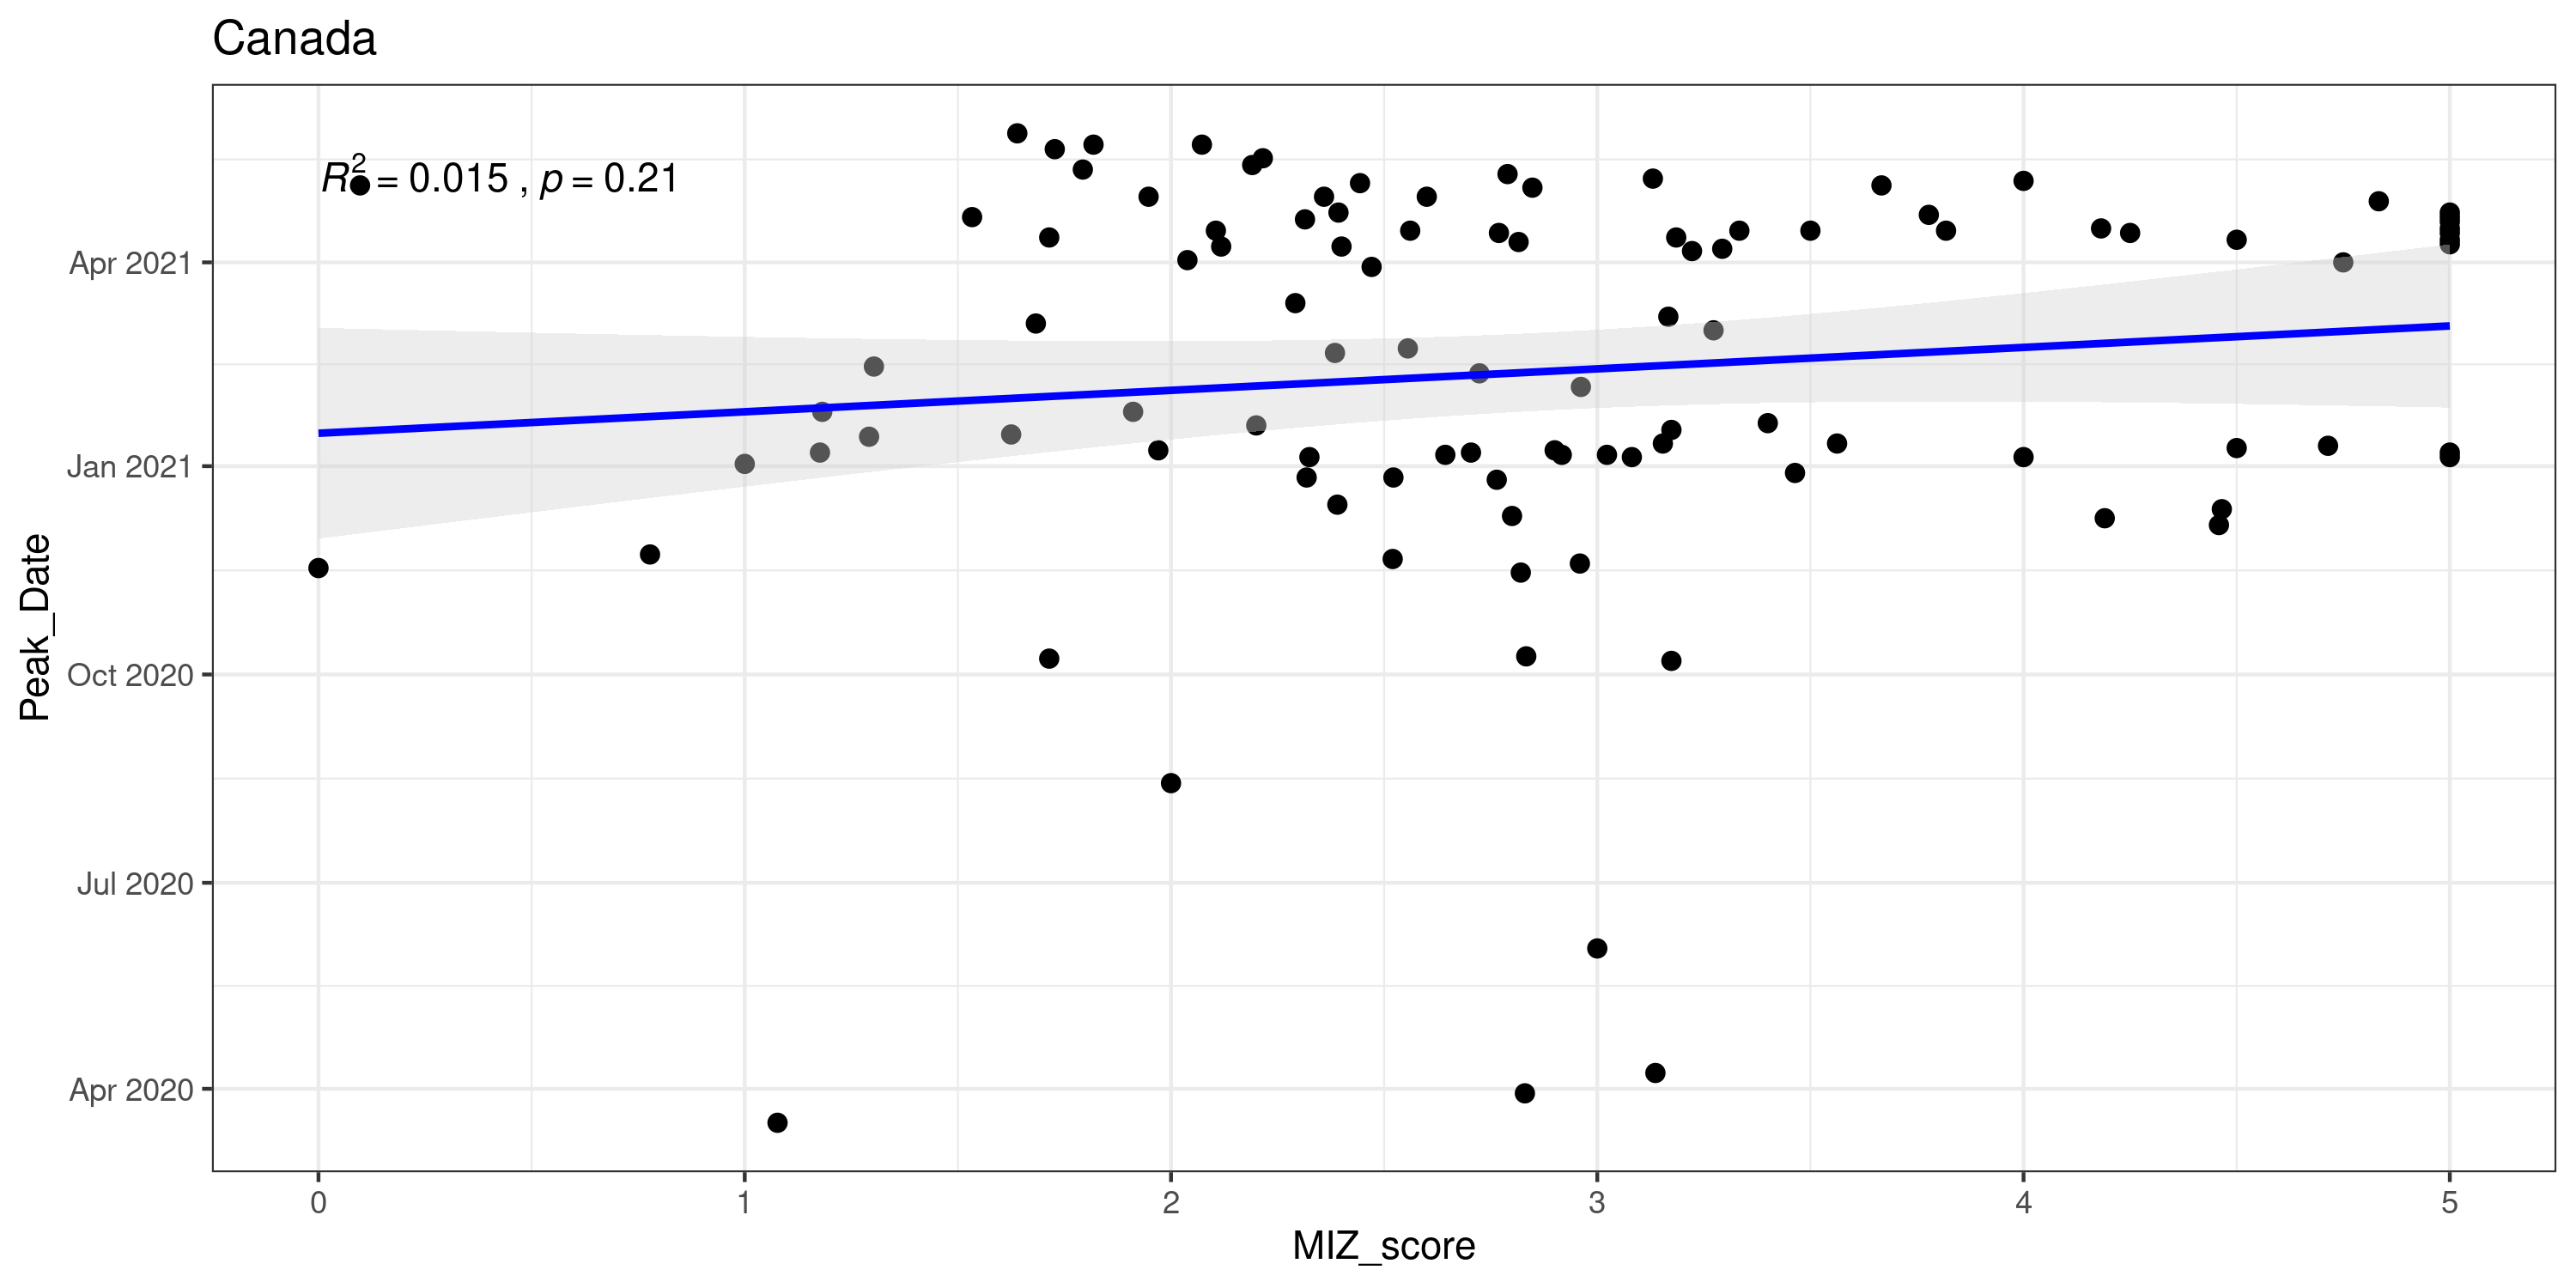 Canada
R² = 0.015 , p = 0.21
Apr 2021
Jan 2021
Oct 2020
Jul 2020
Apr 2020
Peak_Date
0 1 2 3 4 5
MIZ_score